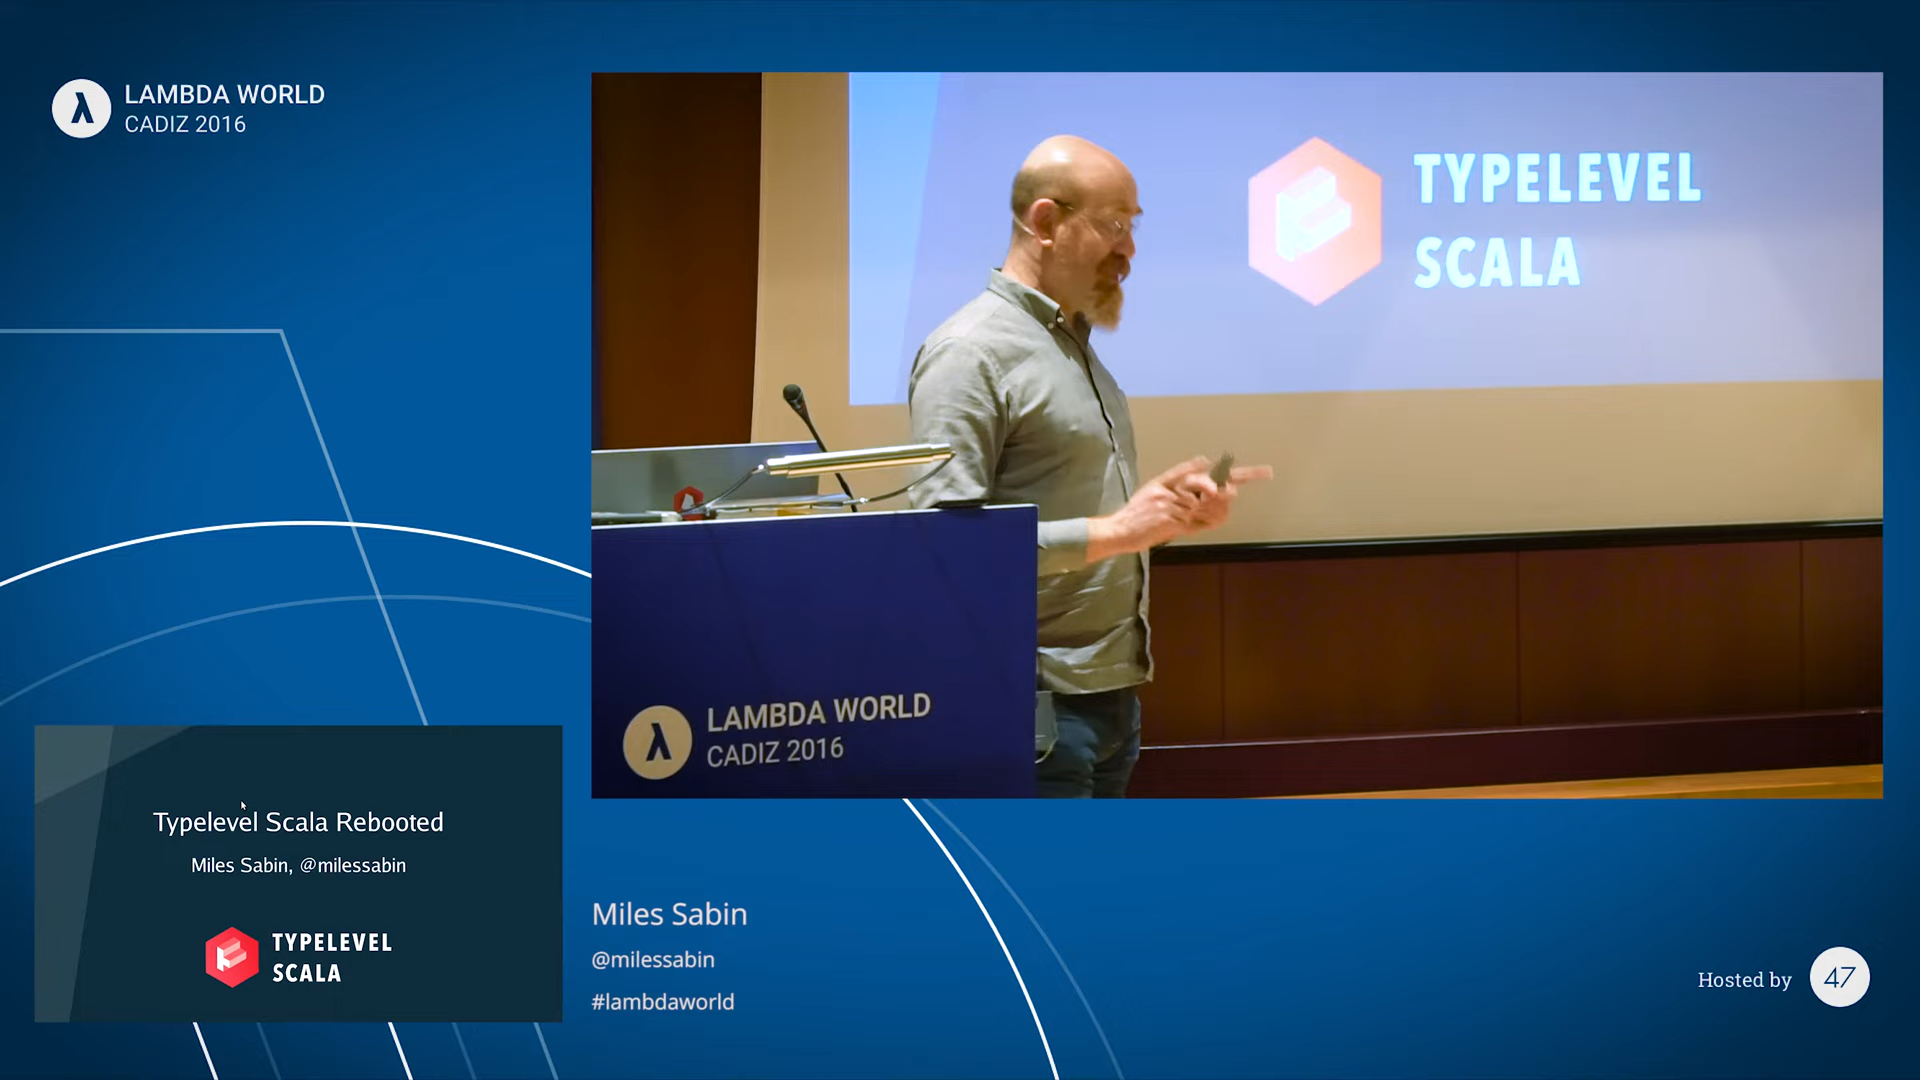 LAMBDA WORLD
CADIZ 2016
TYPELEVEL
SCALA
LAMBDA WORLD
CADIZ 2016
Typelevel Scala Rebooted
Miles Sabin, @milessabin
TYPELEVEL
SCALA
Miles Sabin
@milessabin
#lambdaworld
Hosted by 47